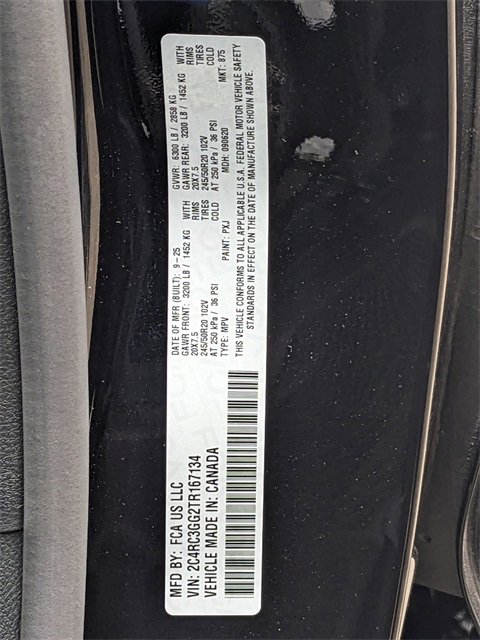 MFD BY: FCA US LLC
VIN: 2C4RC3GG2TR167134
VEHICLE MADE IN: CANADA
DATE OF MFR (BUILT): 9-25 GVWR: 6300 LB / 2858 KG
GAWR FRONT: 3200 LB / 1452 KG WITH GAWR REAR: 3200 LB / 1452 KG WITH
20X7.5 RIMS 20X7.5 RIMS
245/50R20 102V TIRES 245/50R20 102V TIRES
AT 250 kPa / 36 PSI COLD AT 250 kPa / 36 PSI COLD
TYPE: MPV PAINT: PXJ MDH: 090620 MKT: B75
THIS VEHICLE CONFORMS TO ALL APPLICABLE U.S.A. FEDERAL MOTOR VEHICLE SAFETY
STANDARDS IN EFFECT ON THE DATE OF MANUFACTURE SHOWN ABOVE.